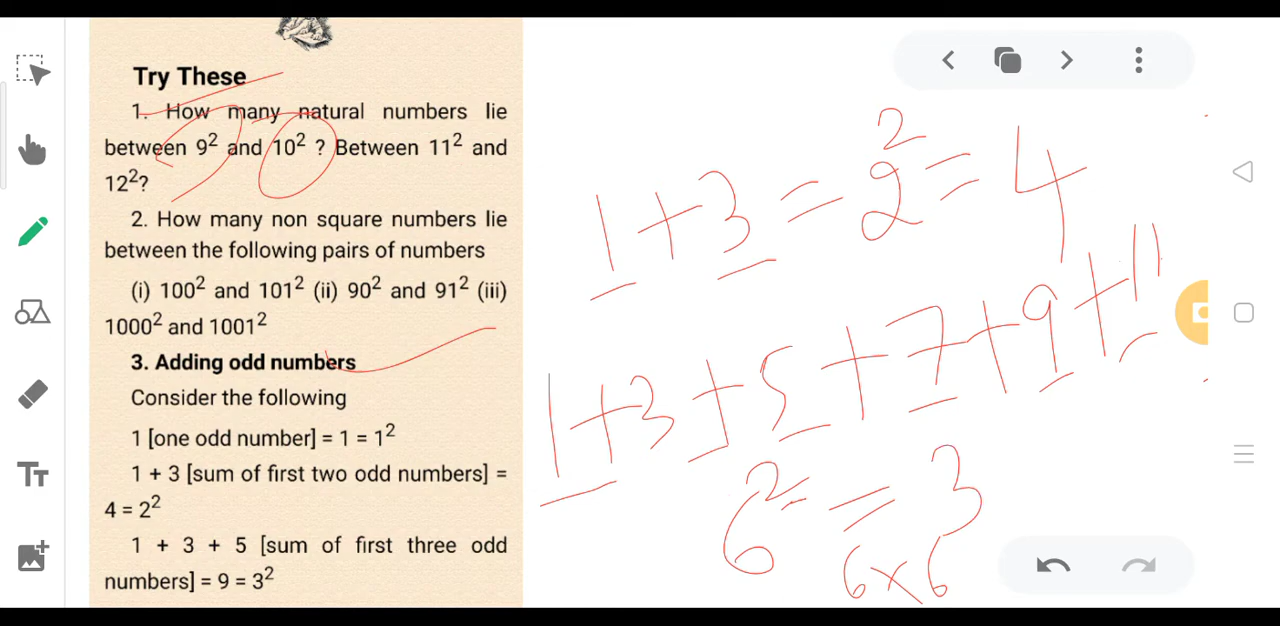 Try These
1. How many natural numbers lie
between 9² and 10² ? Between 11² and
12²?
2. How many non square numbers lie
between the following pairs of numbers
(i) 100² and 101² (ii) 90² and 91² (iii)
1000² and 1001²
3. Adding odd numbers
Consider the following
1 [one odd number] = 1 = 1²
1 + 3 [sum of first two odd numbers] =
4 = 2²
1 + 3 + 5 [sum of first three odd
numbers] = 9 = 3²
1+3 = 2² = 4
1+3+5+7+9+11
6² = 3
6×6
Tт